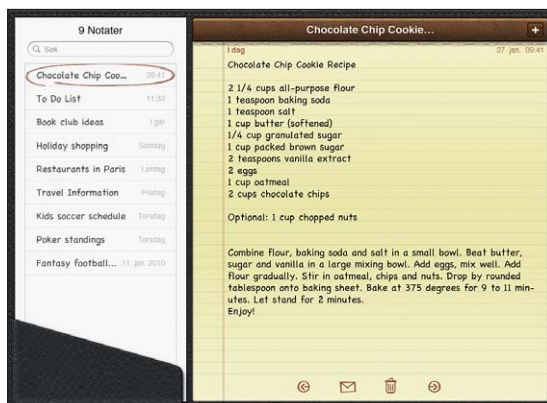 9 Notater
Søk
Chocolate Chip Coo... 09:41
To Do List 11:32
Book club ideas I går
Holiday shopping Søndag
Restaurants in Paris Lørdag
Travel Information Fredag
Kids soccer schedule Torsdag
Poker standings Torsdag
Fantasy football... 11. jan. 2010
Chocolate Chip Cookie...
+
I dag 27. jan. 09:41
Chocolate Chip Cookie Recipe
2 1/4 cups all-purpose flour
1 teaspoon baking soda
1 teaspoon salt
1 cup butter (softened)
1/4 cup granulated sugar
1 cup packed brown sugar
2 teaspoons vanilla extract
2 eggs
1 cup oatmeal
2 cups chocolate chips
Optional: 1 cup chopped nuts
Combine flour, baking soda and salt in a small bowl. Beat butter,
sugar and vanilla in a large mixing bowl. Add eggs, mix well. Add
flour gradually. Stir in oatmeal, chips and nuts. Drop by rounded
tablespoon onto baking sheet. Bake at 375 degrees for 9 to 11 min-
utes. Let stand for 2 minutes.
Enjoy!